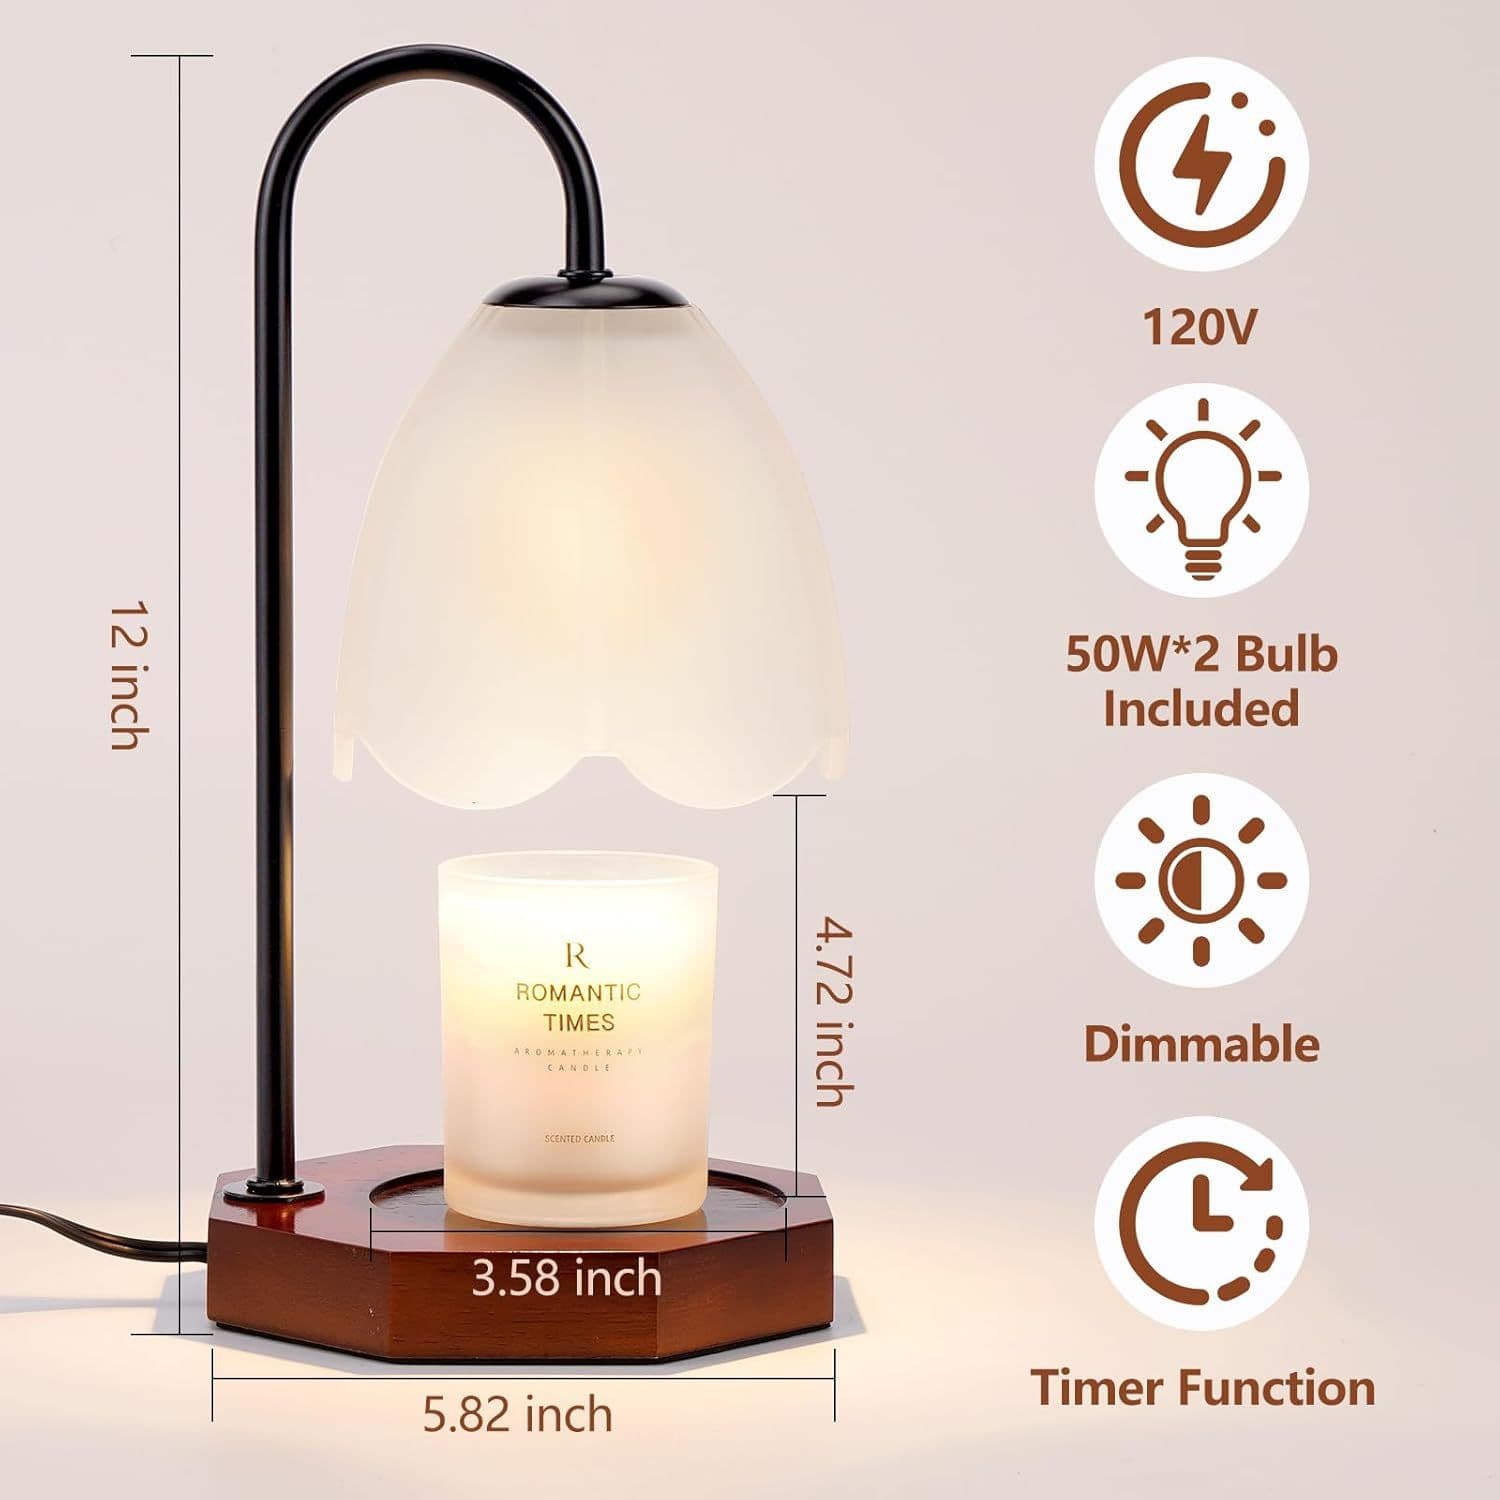 12 inch
R
ROMANTIC
TIMES
AROMATHERAPY
CANDLE
SCENTED CANDLE
4.72 inch
3.58 inch
5.82 inch
120V
50W*2 Bulb
Included
Dimmable
Timer Function